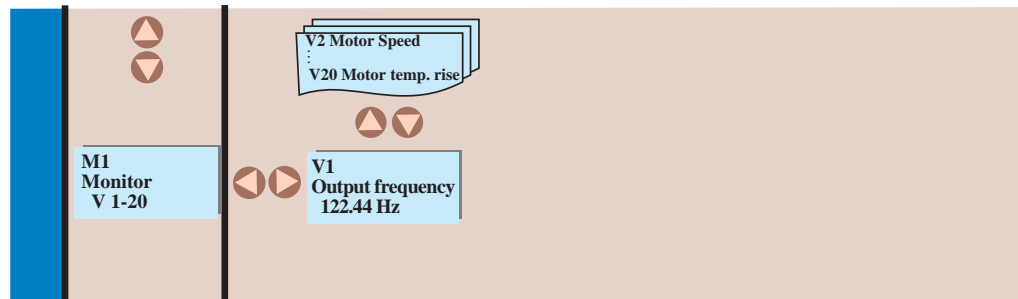 V2 Motor Speed
⋮
V20 Motor temp. rise
M1
Monitor
V 1-20
V1
Output frequency
122.44 Hz